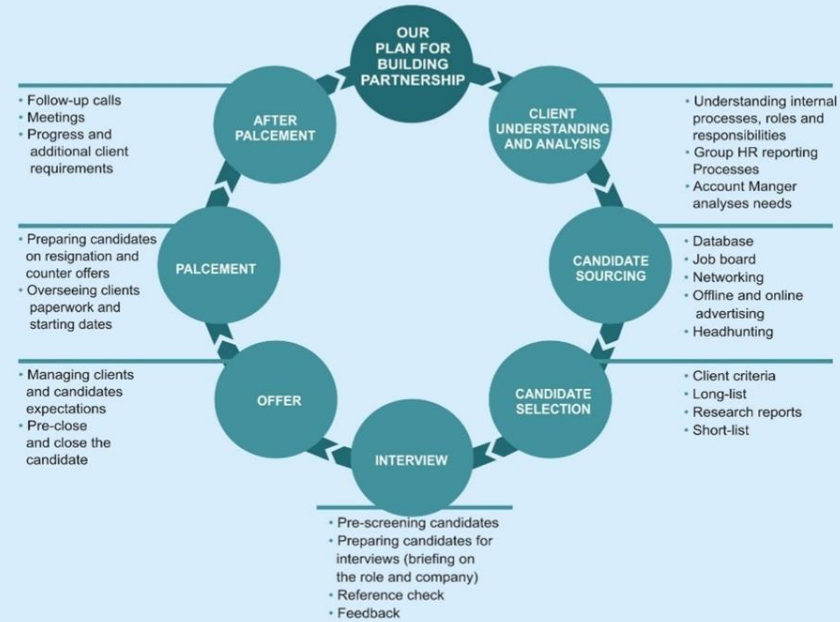 OUR
PLAN FOR
BUILDING
PARTNERSHIP
CLIENT
UNDERSTANDING
AND ANALYSIS
• Understanding internal
processes, roles and
responsibilities
• Group HR reporting
Processes
• Account Manger
analyses needs
CANDIDATE
SOURCING
• Database
• Job board
• Networking
• Offline and online
advertising
• Headhunting
CANDIDATE
SELECTION
• Client criteria
• Long-list
• Research reports
• Short-list
INTERVIEW
• Pre-screening candidates
• Preparing candidates for
interviews (briefing on
the role and company)
• Reference check
• Feedback
OFFER
• Managing clients
and candidates
expectations
• Pre-close
and close the
candidate
PALCEMENT
• Preparing candidates
on resignation and
counter offers
• Overseeing clients
paperwork and
starting dates
AFTER
PALCEMENT
• Follow-up calls
• Meetings
• Progress and
additional client
requirements